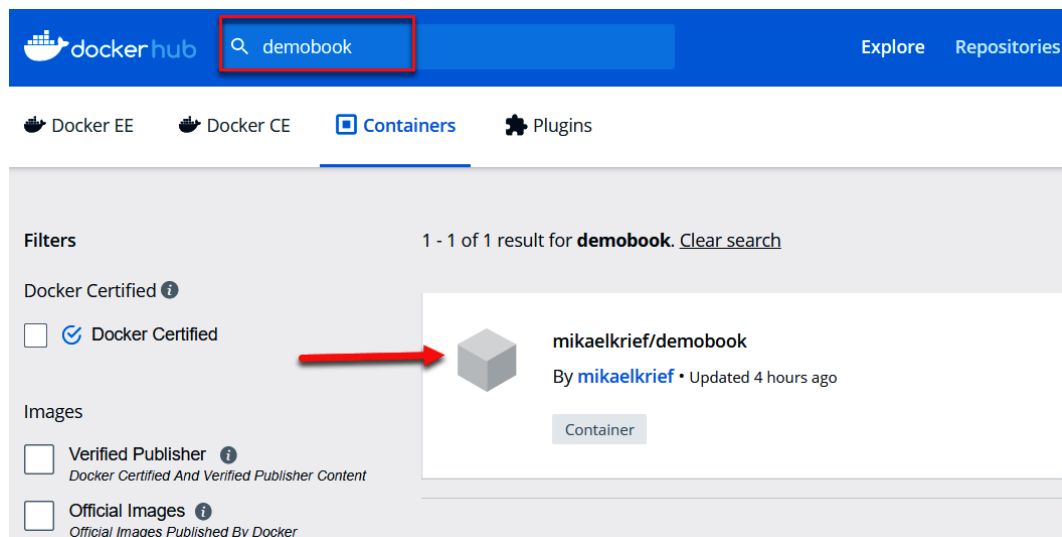 dockerhub demobook Explore Repositories
Docker EE Docker CE Containers Plugins
Filters
1 - 1 of 1 result for demobook. Clear search
Docker Certified
Docker Certified
mikaelkrief/demobook
By mikaelkrief • Updated 4 hours ago
Container
Images
Verified Publisher
Docker Certified And Verified Publisher Content
Official Images
Official Images Published By Docker